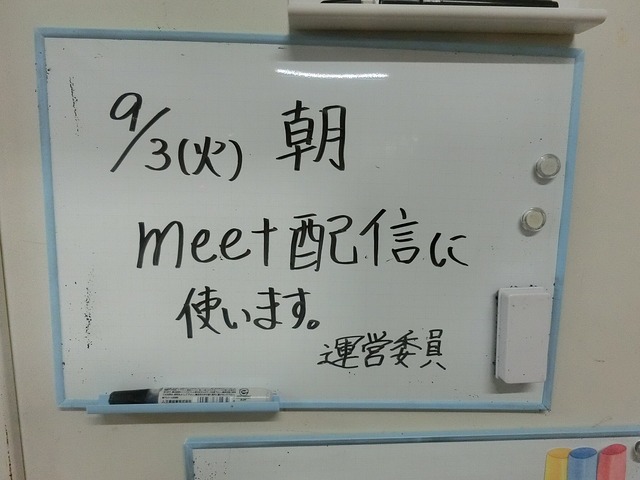 9/3(火) 朝
meet配信に
使います。
運営委員